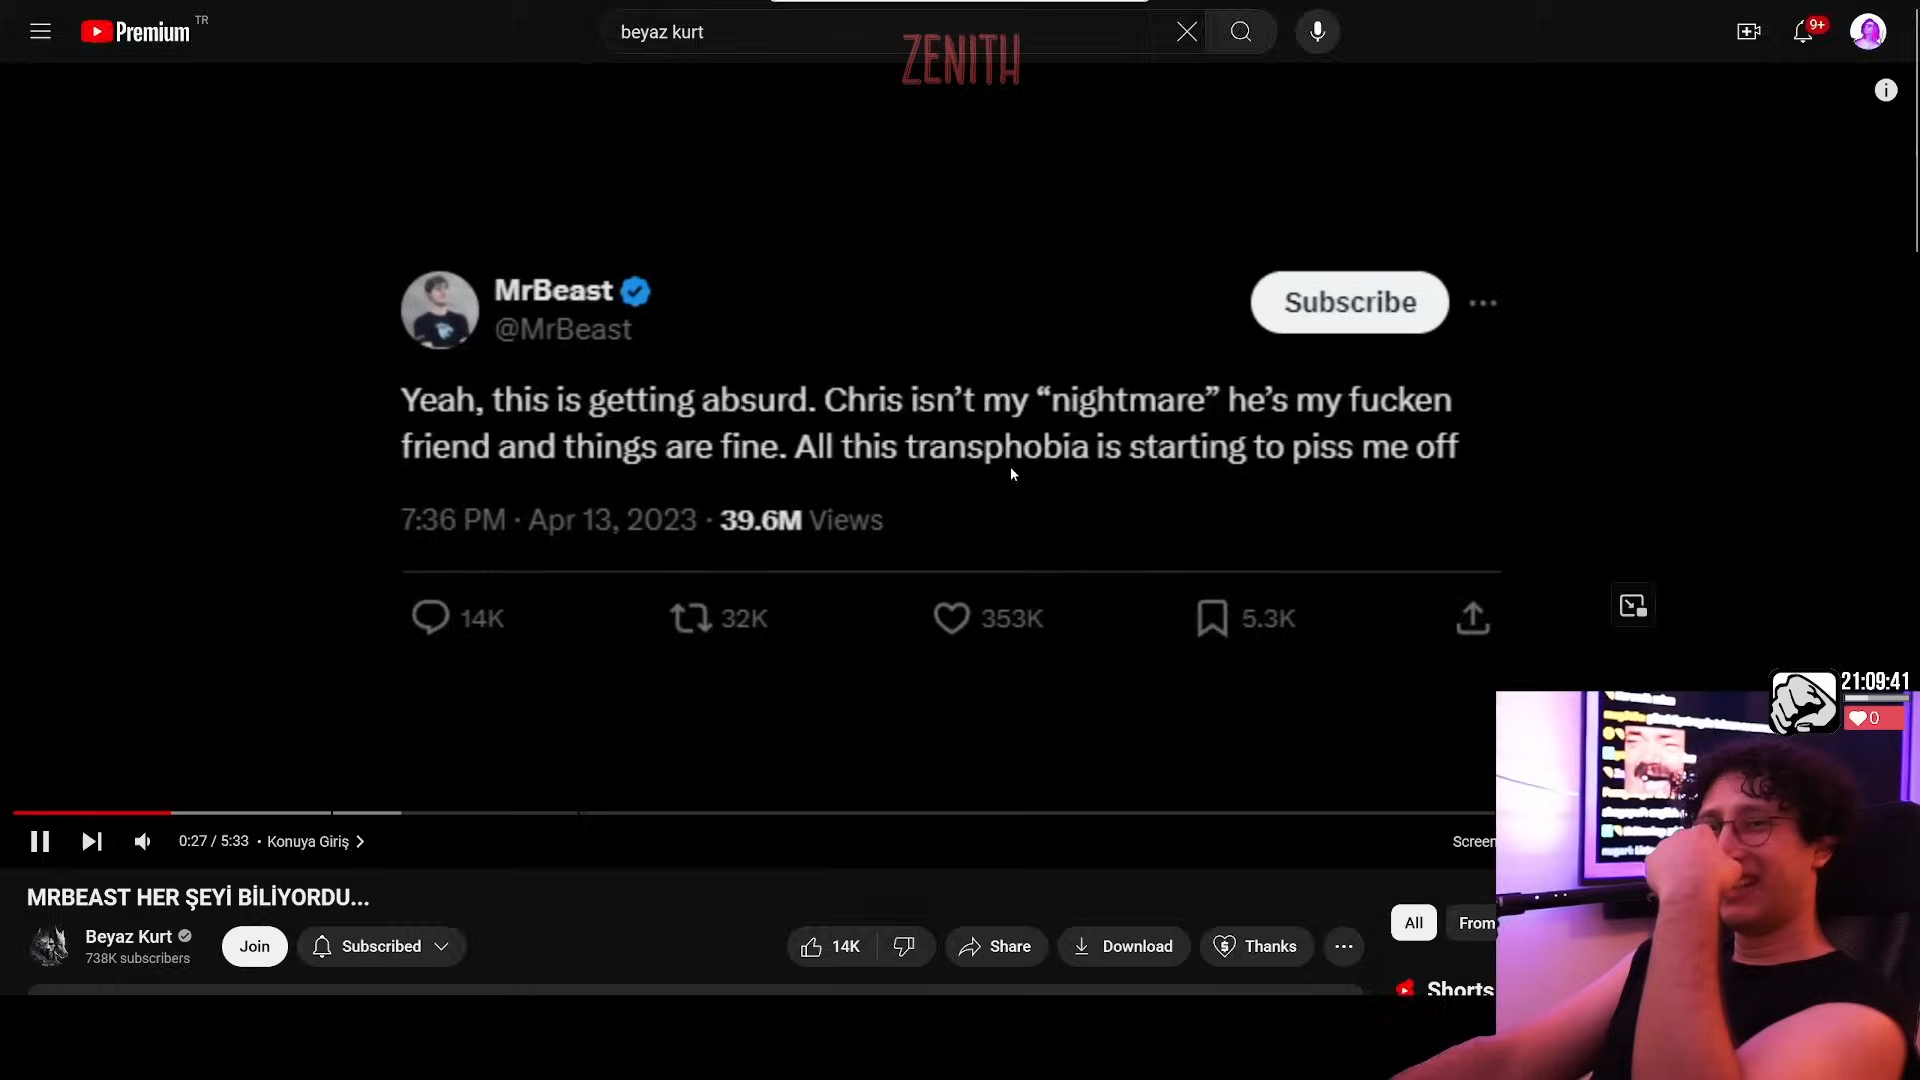 Premium TR
beyaz kurt
9+
ZENITH
MrBeast
@MrBeast
Subscribe
Yeah, this is getting absurd. Chris isn't my “nightmare” he's my fucken
friend and things are fine. All this transphobia is starting to piss me off
7:36 PM · Apr 13, 2023 · 39.6M Views
14K 32K 353K 5.3K
21:09:41
0
0:27 / 5:33 • Konuya Giriş
Screen
MRBEAST HER ŞEYİ BİLİYORDU...
Beyaz Kurt
738K subscribers
Join
Subscribed
14K
Share
Download
Thanks
All
From
Shorts